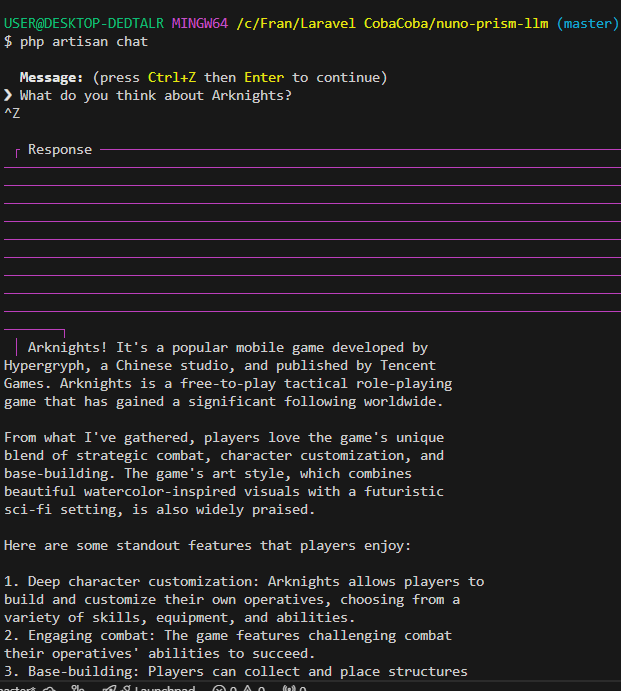 USER@DESKTOP-DEDTALR MINGW64 /c/Fran/Laravel CobaCoba/nuno-prism-llm (master)
$ php artisan chat
Message: (press Ctrl+Z then Enter to continue)
❯ What do you think about Arknights?
^Z
Response
Arknights! It's a popular mobile game developed by
Hypergryph, a Chinese studio, and published by Tencent
Games. Arknights is a free-to-play tactical role-playing
game that has gained a significant following worldwide.
From what I've gathered, players love the game's unique
blend of strategic combat, character customization, and
base-building. The game's art style, which combines
beautiful watercolor-inspired visuals with a futuristic
sci-fi setting, is also widely praised.
Here are some standout features that players enjoy:
1. Deep character customization: Arknights allows players to
build and customize their own operatives, choosing from a
variety of skills, equipment, and abilities.
2. Engaging combat: The game features challenging combat
their operatives' abilities to succeed.
3. Base-building: Players can collect and place structures
master* Launchpad 0 0 0